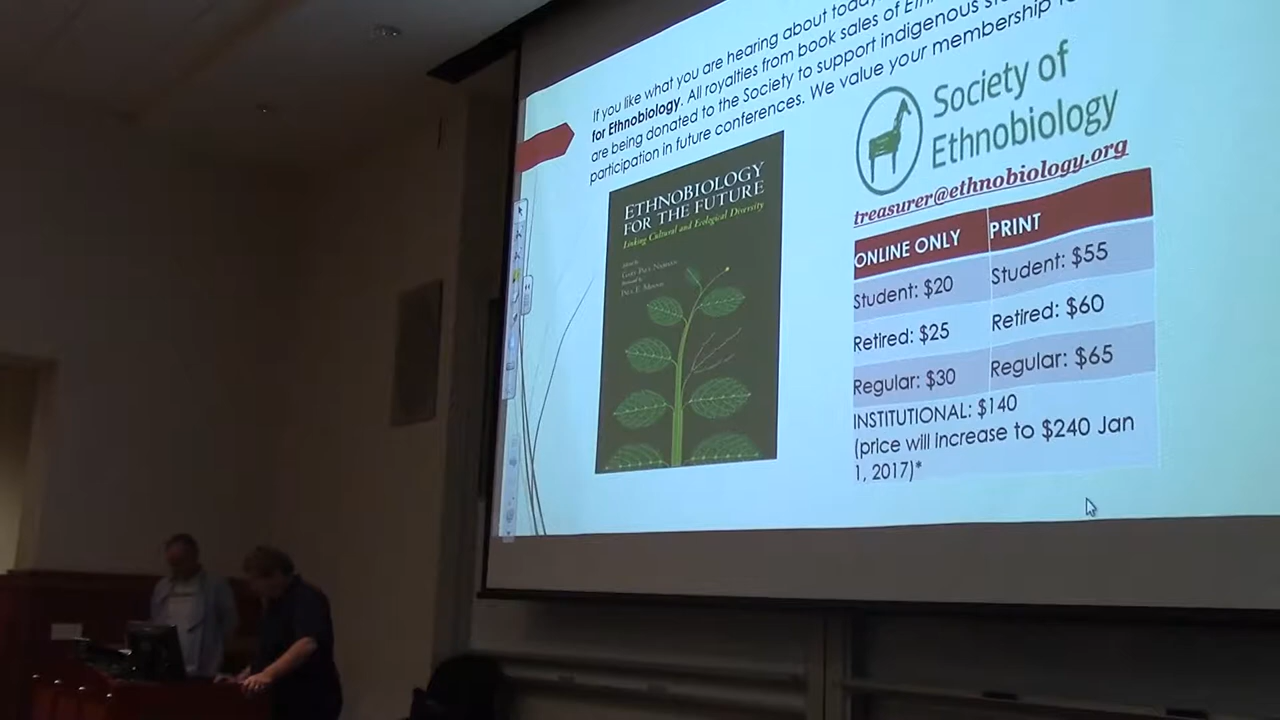 If you like what you are hearing about today
for Ethnobiology. All royalties from book sales of
are being donated to the Society to support indigenous
participation in future conferences. We value your membership
ETHNOBIOLOGY
FOR THE FUTURE
Linking Cultural and Ecological Diversity
Gary Paul Nabhan
Society of
Ethnobiology
treasurer@ethnobiology.org
ONLINE ONLY PRINT
Student: $20 Student: $55
Retired: $25 Retired: $60
Regular: $30 Regular: $65
INSTITUTIONAL: $140
(price will increase to $240 Jan
1, 2017)*